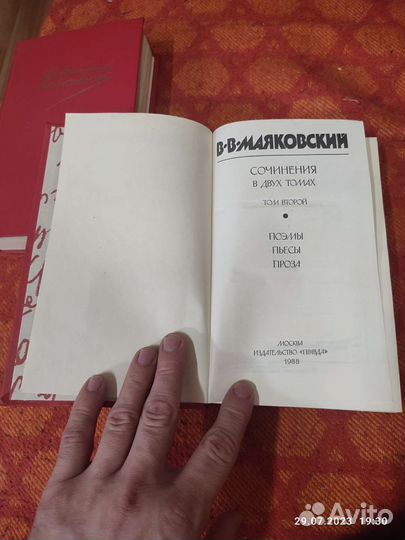 В·В·МАЯКОВСКИЙ
СОЧИНЕНИЯ
В ДВУХ ТОМАХ
ТОМ ВТОРОЙ
ПОЭМЫ
ПЬЕСЫ
ПРОЗА
МОСКВА
ИЗДАТЕЛЬСТВО «ПРАВДА»
1988
29.07.2023 19:30
Avito